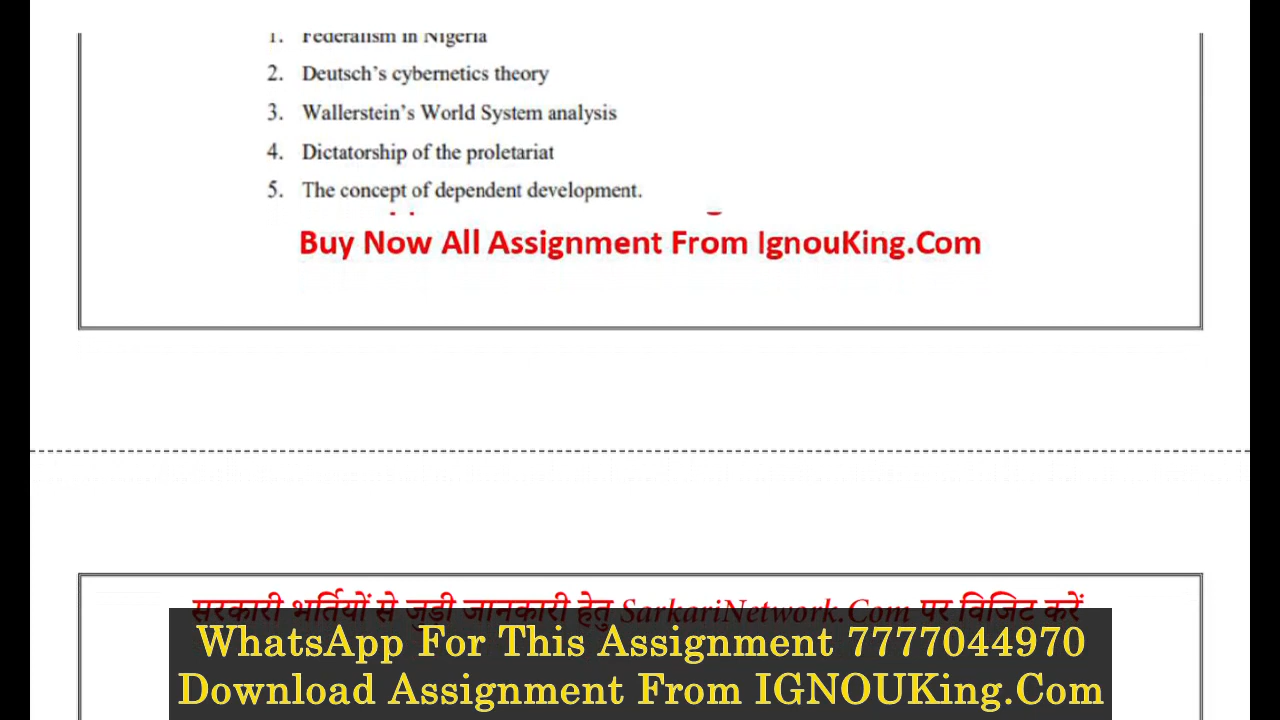 1. Federalism in Nigeria
2. Deutsch's cybernetics theory
3. Wallerstein's World System analysis
4. Dictatorship of the proletariat
5. The concept of dependent development.
Buy Now All Assignment From IgnouKing.Com
सरकारी भर्तियों से जुड़ी जानकारी हेतु SarkariNetwork.Com पर विजिट करें
WhatsApp For This Assignment 7777044970
Download Assignment From IGNOUKing.Com